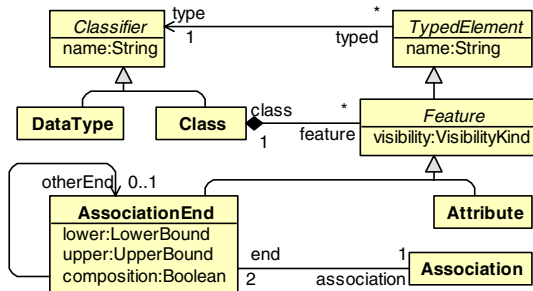 Classifier
name:String
type
1
*
typed
TypedElement
name:String
DataType
Class
class
1
*
feature
Feature
visibility:VisibilityKind
otherEnd
0..1
AssociationEnd
lower:LowerBound
upper:UpperBound
composition:Boolean
Attribute
end
2
1
association
Association